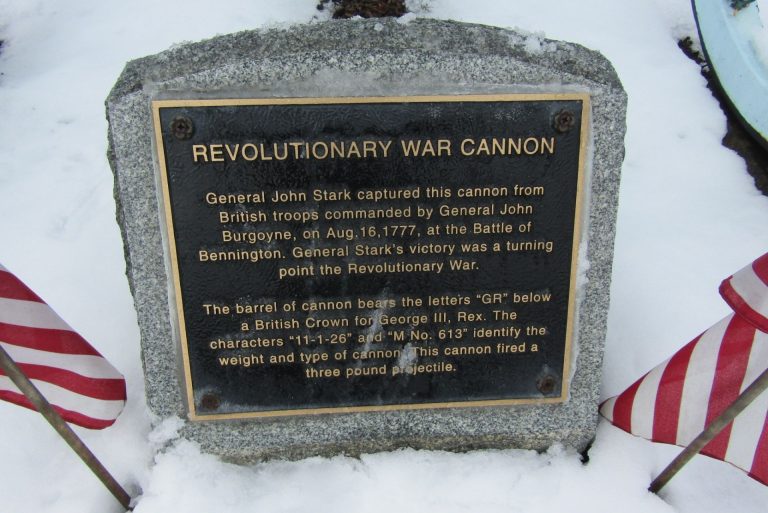 REVOLUTIONARY WAR CANNON
General John Stark captured this cannon from
British troops commanded by General John
Burgoyne, on Aug.16,1777, at the Battle of
Bennington. General Stark's victory was a turning
point the Revolutionary War.
The barrel of cannon bears the letters "GR" below
a British Crown for George III, Rex. The
characters "11-1-26" and "M No. 613" identify the
weight and type of cannon. This cannon fired a
three pound projectile.